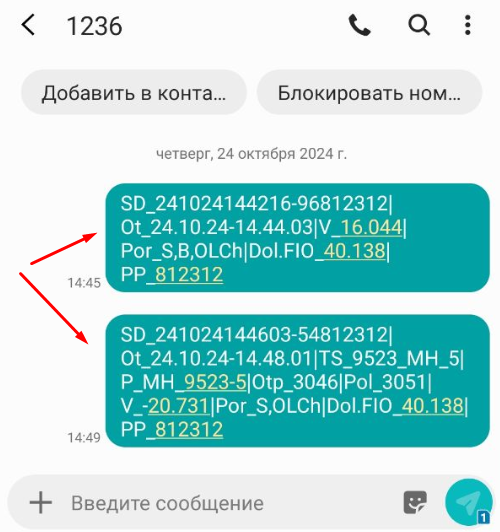 1236
Добавить в конта...
Блокировать ном...
четверг, 24 октября 2024 г.
SD_241024144216-96812312|
Ot_24.10.24-14.44.03|V_16.044|
Por_S,B,OLCh|Dol.FIO_40.138|
PP_812312
14:45
SD_241024144603-54812312|
Ot_24.10.24-14.48.01|TS_9523_MH_5|
P_MH_9523-5|Otp_3046|Pol_3051|
V_-20.731|Por_S,OLCh|Dol.FIO_40.138|
PP_812312
14:49
Введите сообщение
1